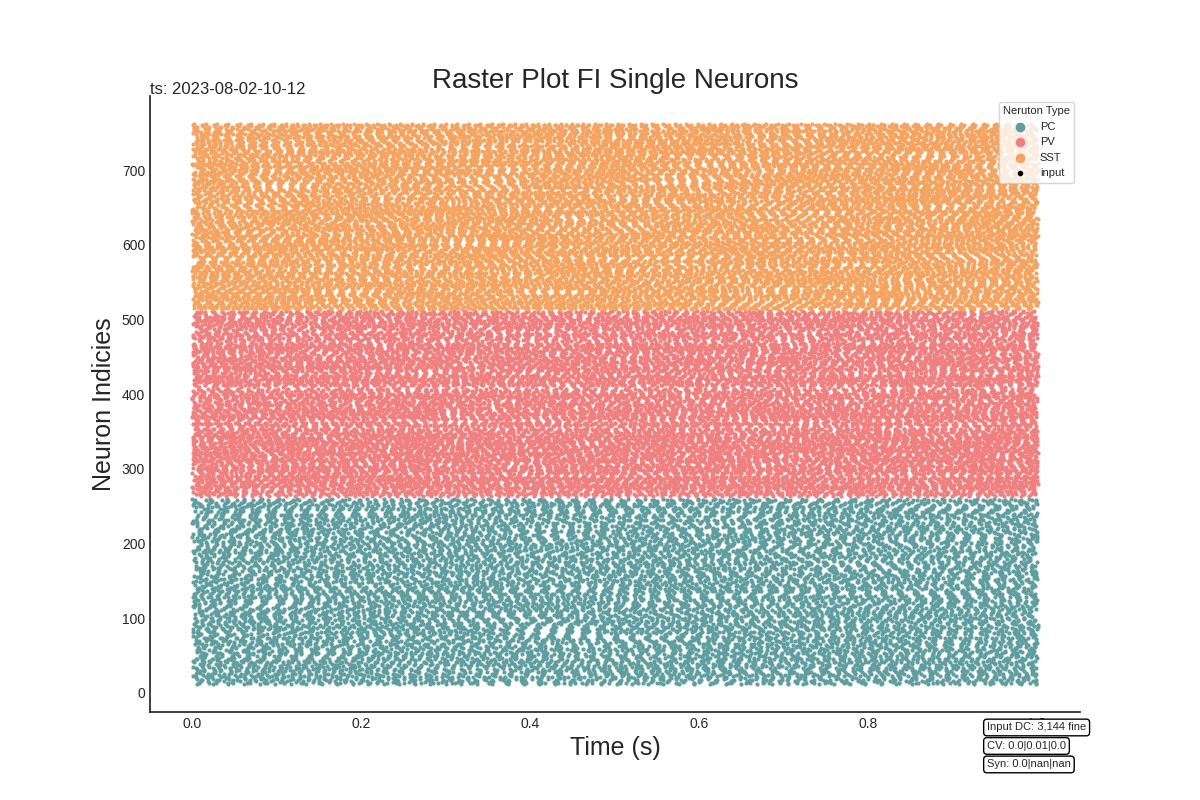 Raster Plot FI Single Neurons
ts: 2023-08-02-10-12
Neruton Type
PC
PV
SST
input
700
600
500
400
300
200
100
0
Neuron Indicies
0.0 0.2 0.4 0.6 0.8
Time (s)
Input DC: 3,144 fine
CV: 0.0|0.01|0.0
Syn: 0.0|nan|nan